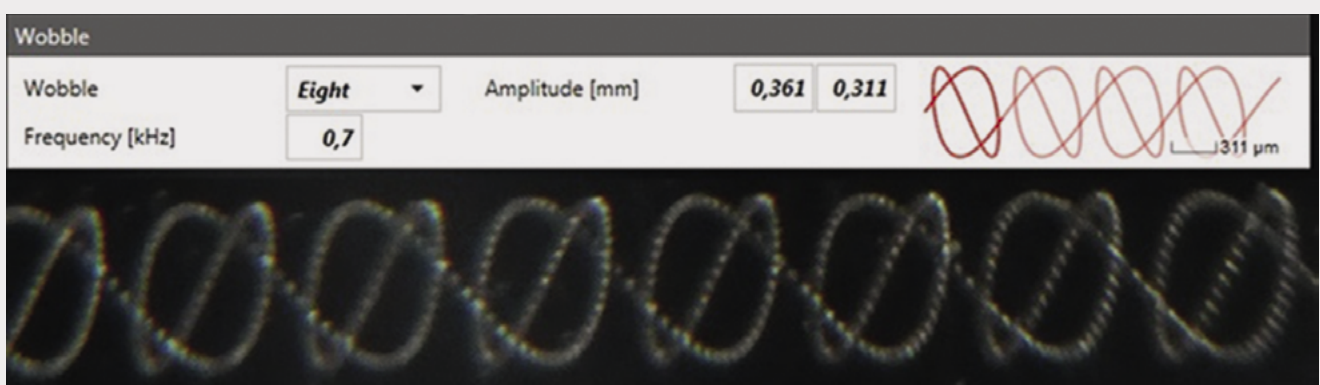 Wobble
Wobble Eight Amplitude [mm] 0,361 0,311
Frequency [kHz] 0,7
311 µm